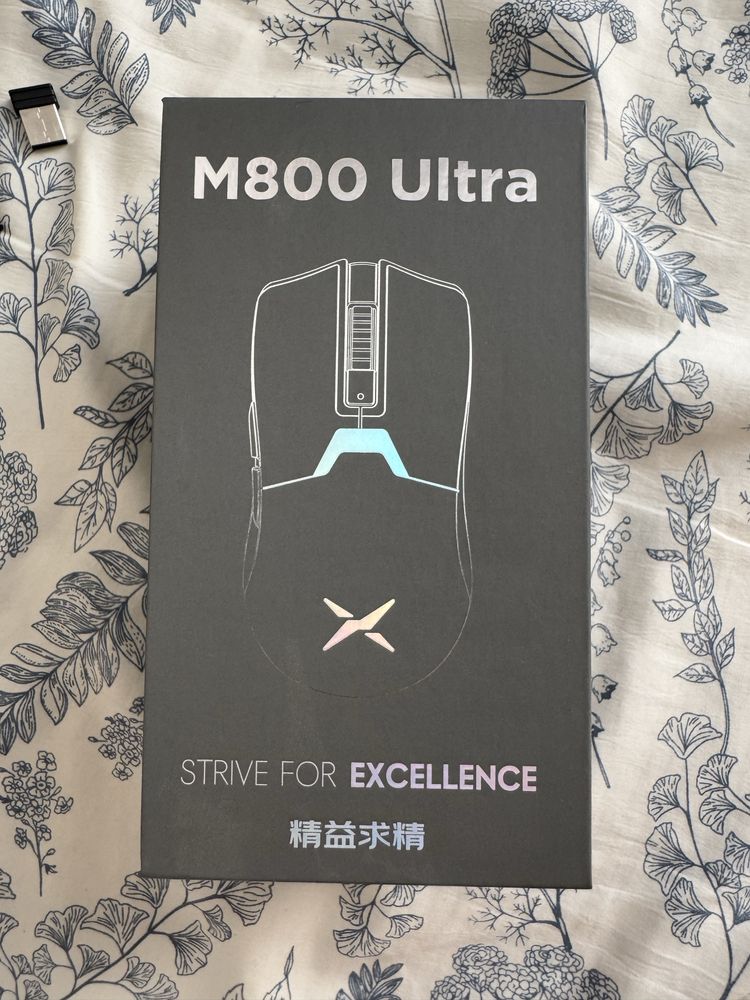 M800 Ultra
STRIVE FOR EXCELLENCE
精益求精